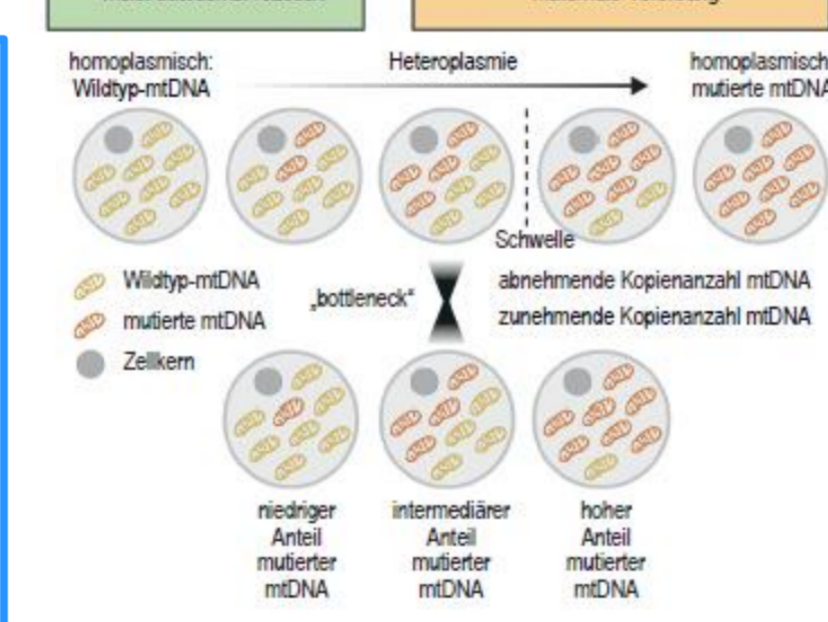 homoplasmisch:
Wildtyp-mtDNA
Heteroplasmie
homoplasmisch
mutierte mtDNA
Schwelle
Wildtyp-mtDNA
mutierte mtDNA
Zellkern
„bottleneck“
abnehmende Kopienanzahl mtDNA
zunehmende Kopienanzahl mtDNA
niedriger
Anteil
mutierter
mtDNA
intermediärer
Anteil
mutierter
mtDNA
hoher
Anteil
mutierter
mtDNA